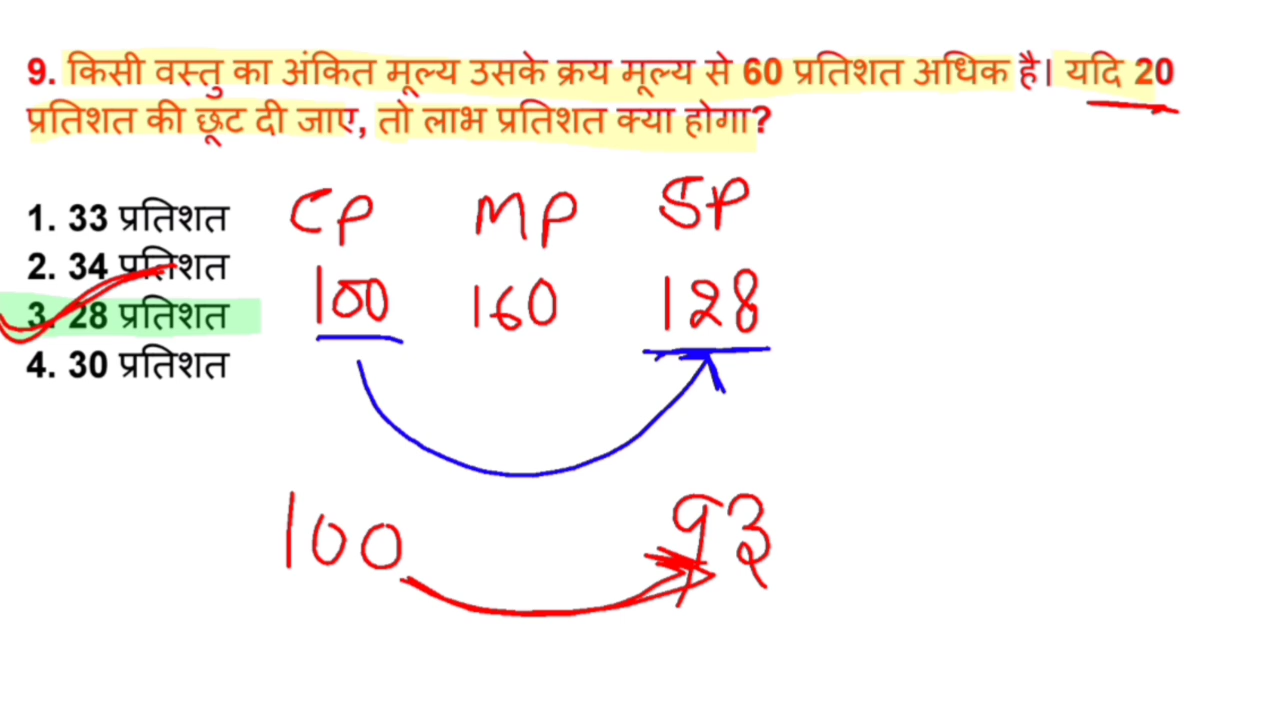 9. किसी वस्तु का अंकित मूल्य उसके क्रय मूल्य से 60 प्रतिशत अधिक है। यदि 20
प्रतिशत की छूट दी जाए, तो लाभ प्रतिशत क्या होगा?
1. 33 प्रतिशत
2. 34 प्रतिशत
3. 28 प्रतिशत
4. 30 प्रतिशत
CP MP SP
100 160 128
100 93